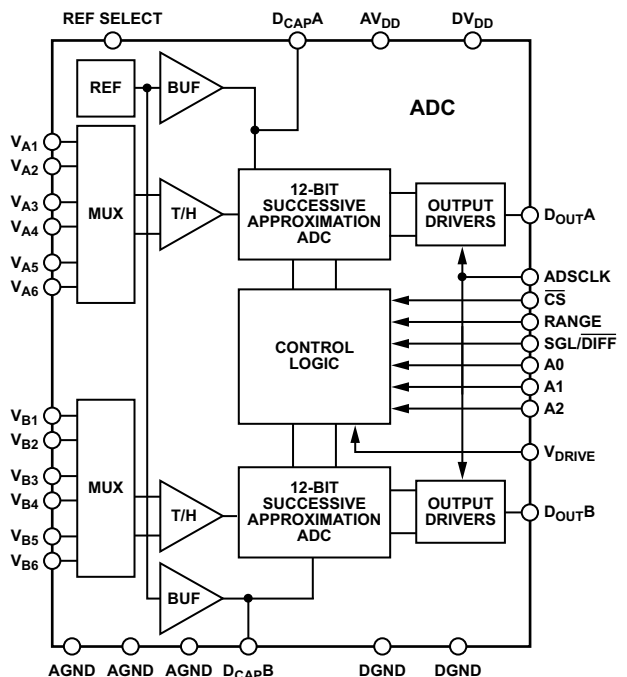 REF SELECT
DCAPA
AVDD
DVDD
REF
BUF
ADC
VA1
VA2
VA3
VA4
VA5
VA6
MUX
T/H
12-BIT
SUCCESSIVE
APPROXIMATION
ADC
OUTPUT
DRIVERS
DOUTA
ADSCLK
CS
RANGE
SGL/DIFF
A0
A1
A2
CONTROL
LOGIC
VDRIVE
VB1
VB2
VB3
VB4
VB5
VB6
MUX
T/H
12-BIT
SUCCESSIVE
APPROXIMATION
ADC
OUTPUT
DRIVERS
DOUTB
BUF
AGND
AGND
AGND
DCAPB
DGND
DGND